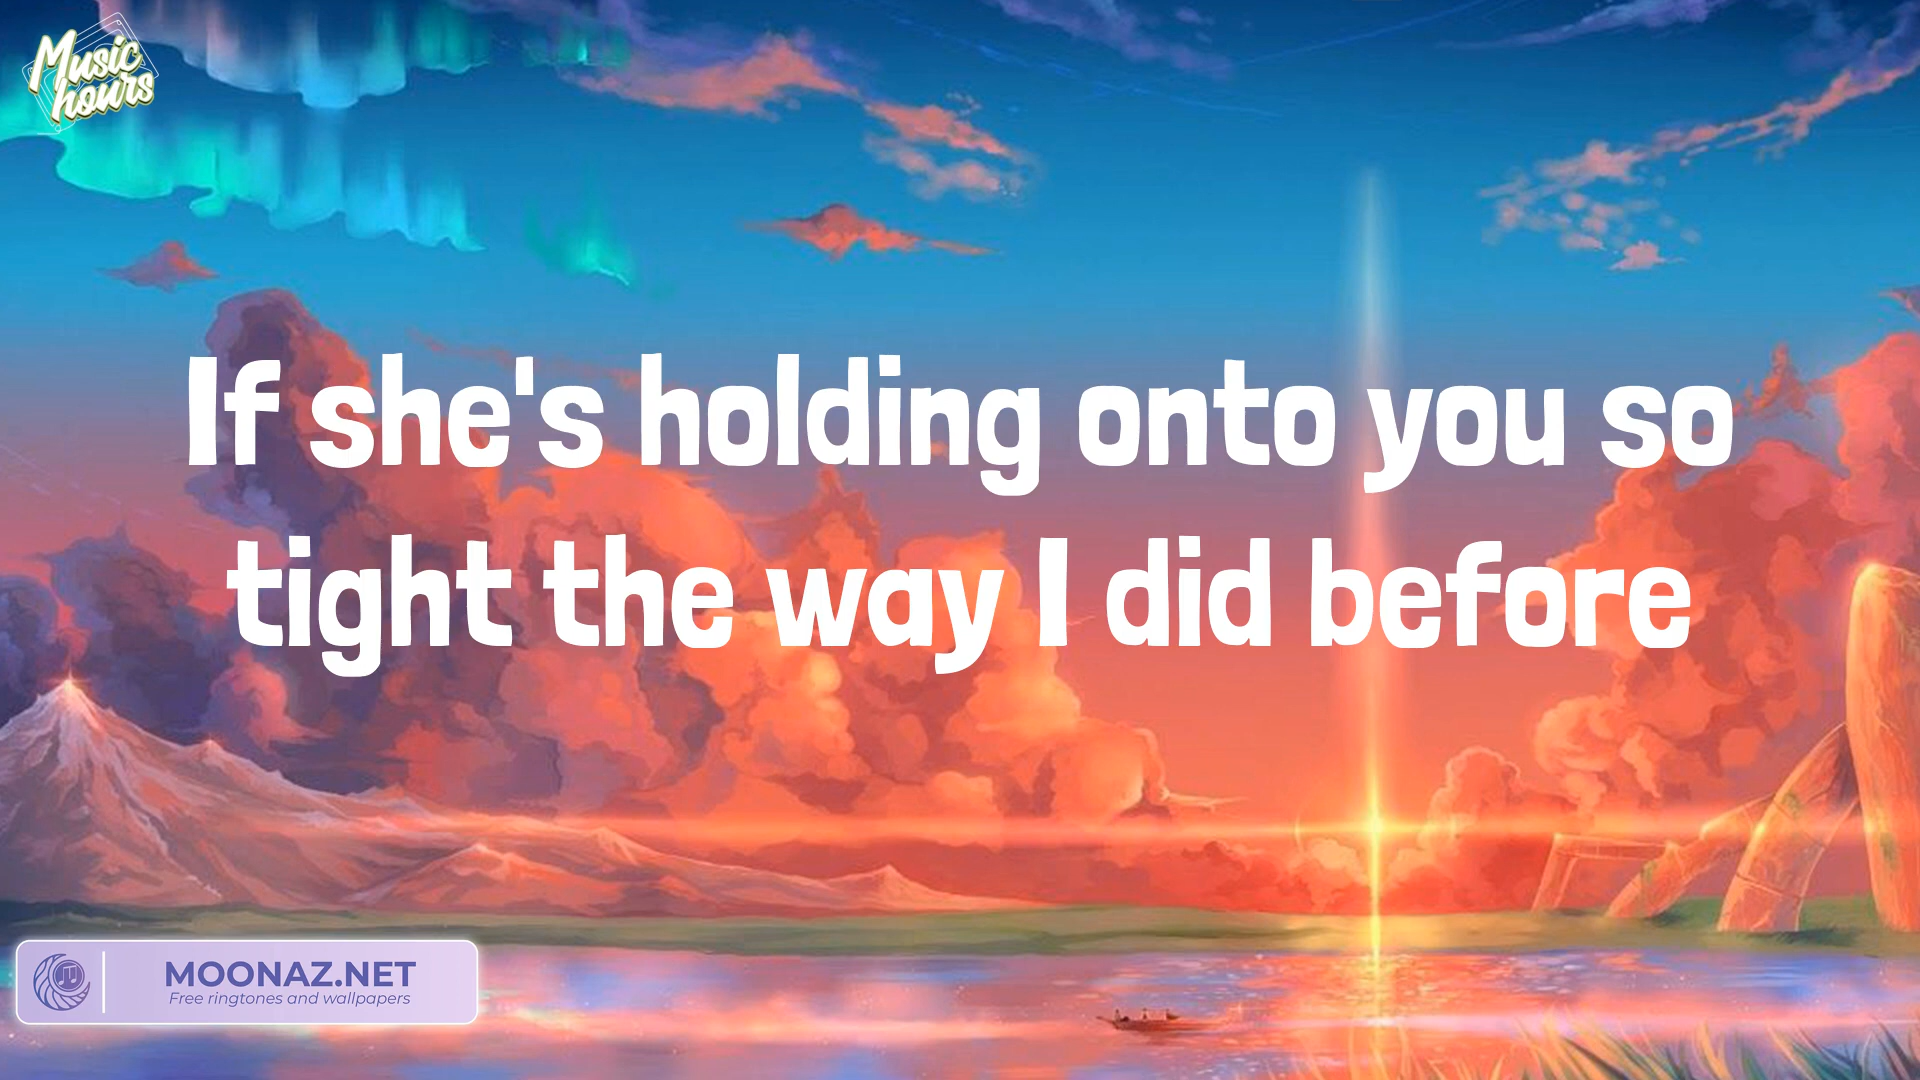 Music
hours
If she's holding onto you so
tight the way I did before
MOONAZ.NET
Free ringtones and wallpapers